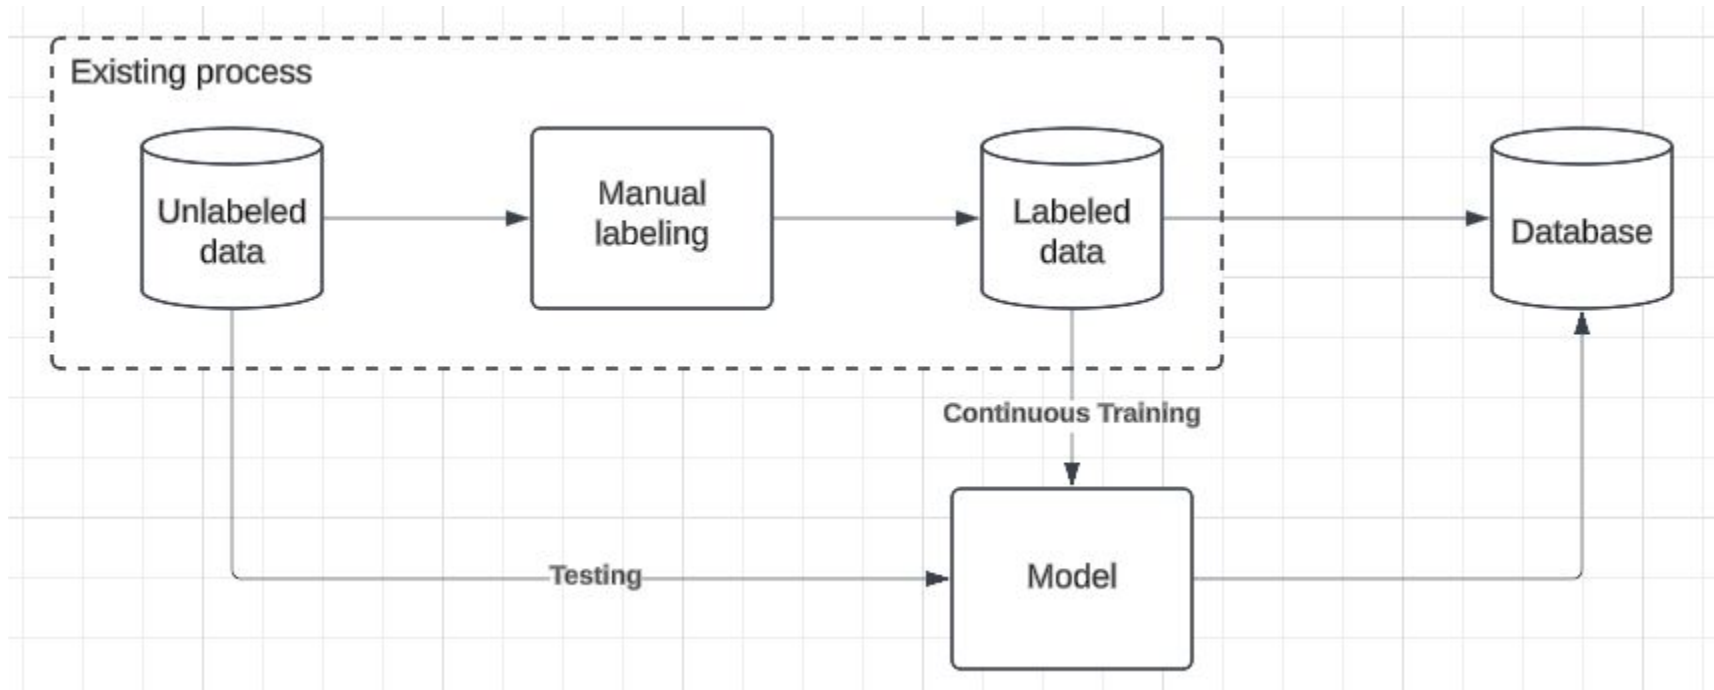 Existing process
Unlabeled
data
Manual
labeling
Labeled
data
Database
Continuous Training
Testing
Model